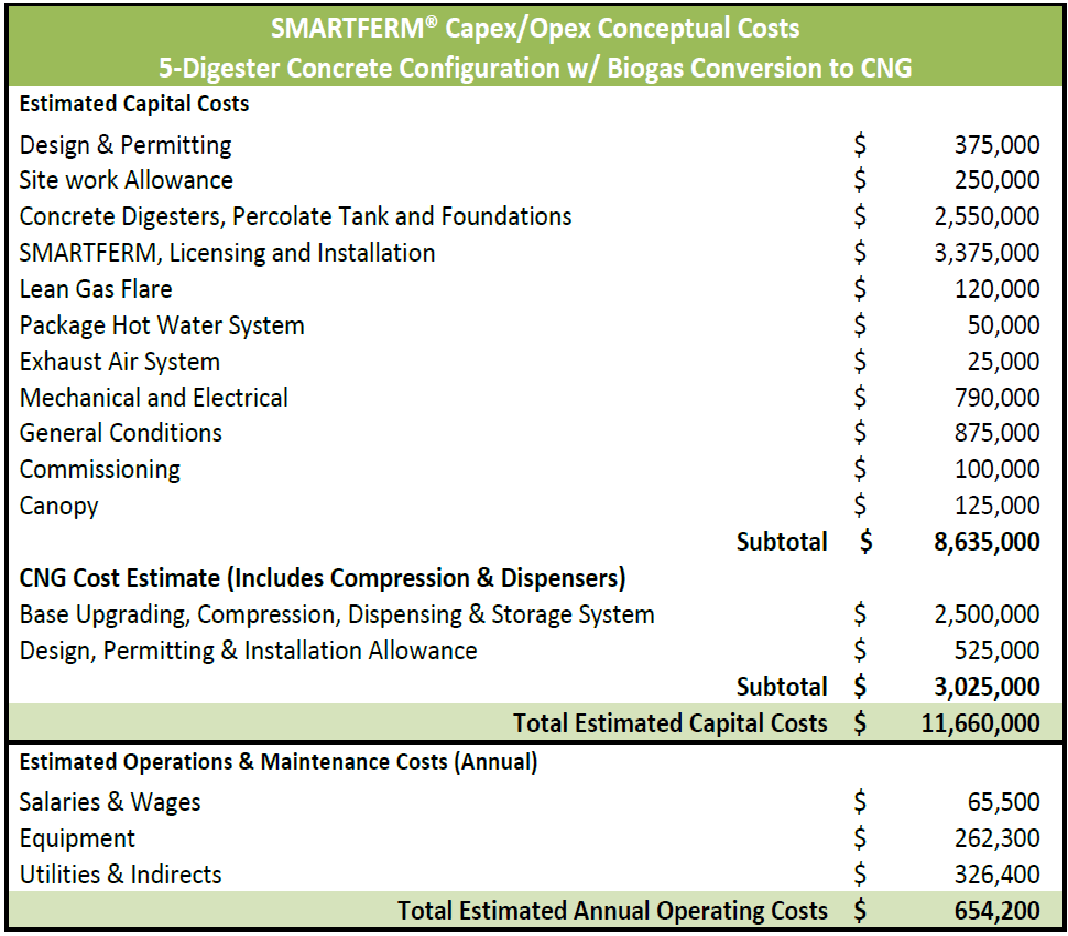 SMARTFERM® Capex/Opex Conceptual Costs
5-Digester Concrete Configuration w/ Biogas Conversion to CNG
Estimated Capital Costs
Design & Permitting $ 375,000
Site work Allowance $ 250,000
Concrete Digesters, Percolate Tank and Foundations $ 2,550,000
SMARTFERM, Licensing and Installation $ 3,375,000
Lean Gas Flare $ 120,000
Package Hot Water System $ 50,000
Exhaust Air System $ 25,000
Mechanical and Electrical $ 790,000
General Conditions $ 875,000
Commissioning $ 100,000
Canopy $ 125,000
Subtotal $ 8,635,000
CNG Cost Estimate (Includes Compression & Dispensers)
Base Upgrading, Compression, Dispensing & Storage System $ 2,500,000
Design, Permitting & Installation Allowance $ 525,000
Subtotal $ 3,025,000
Total Estimated Capital Costs $ 11,660,000
Estimated Operations & Maintenance Costs (Annual)
Salaries & Wages $ 65,500
Equipment $ 262,300
Utilities & Indirects $ 326,400
Total Estimated Annual Operating Costs $ 654,200